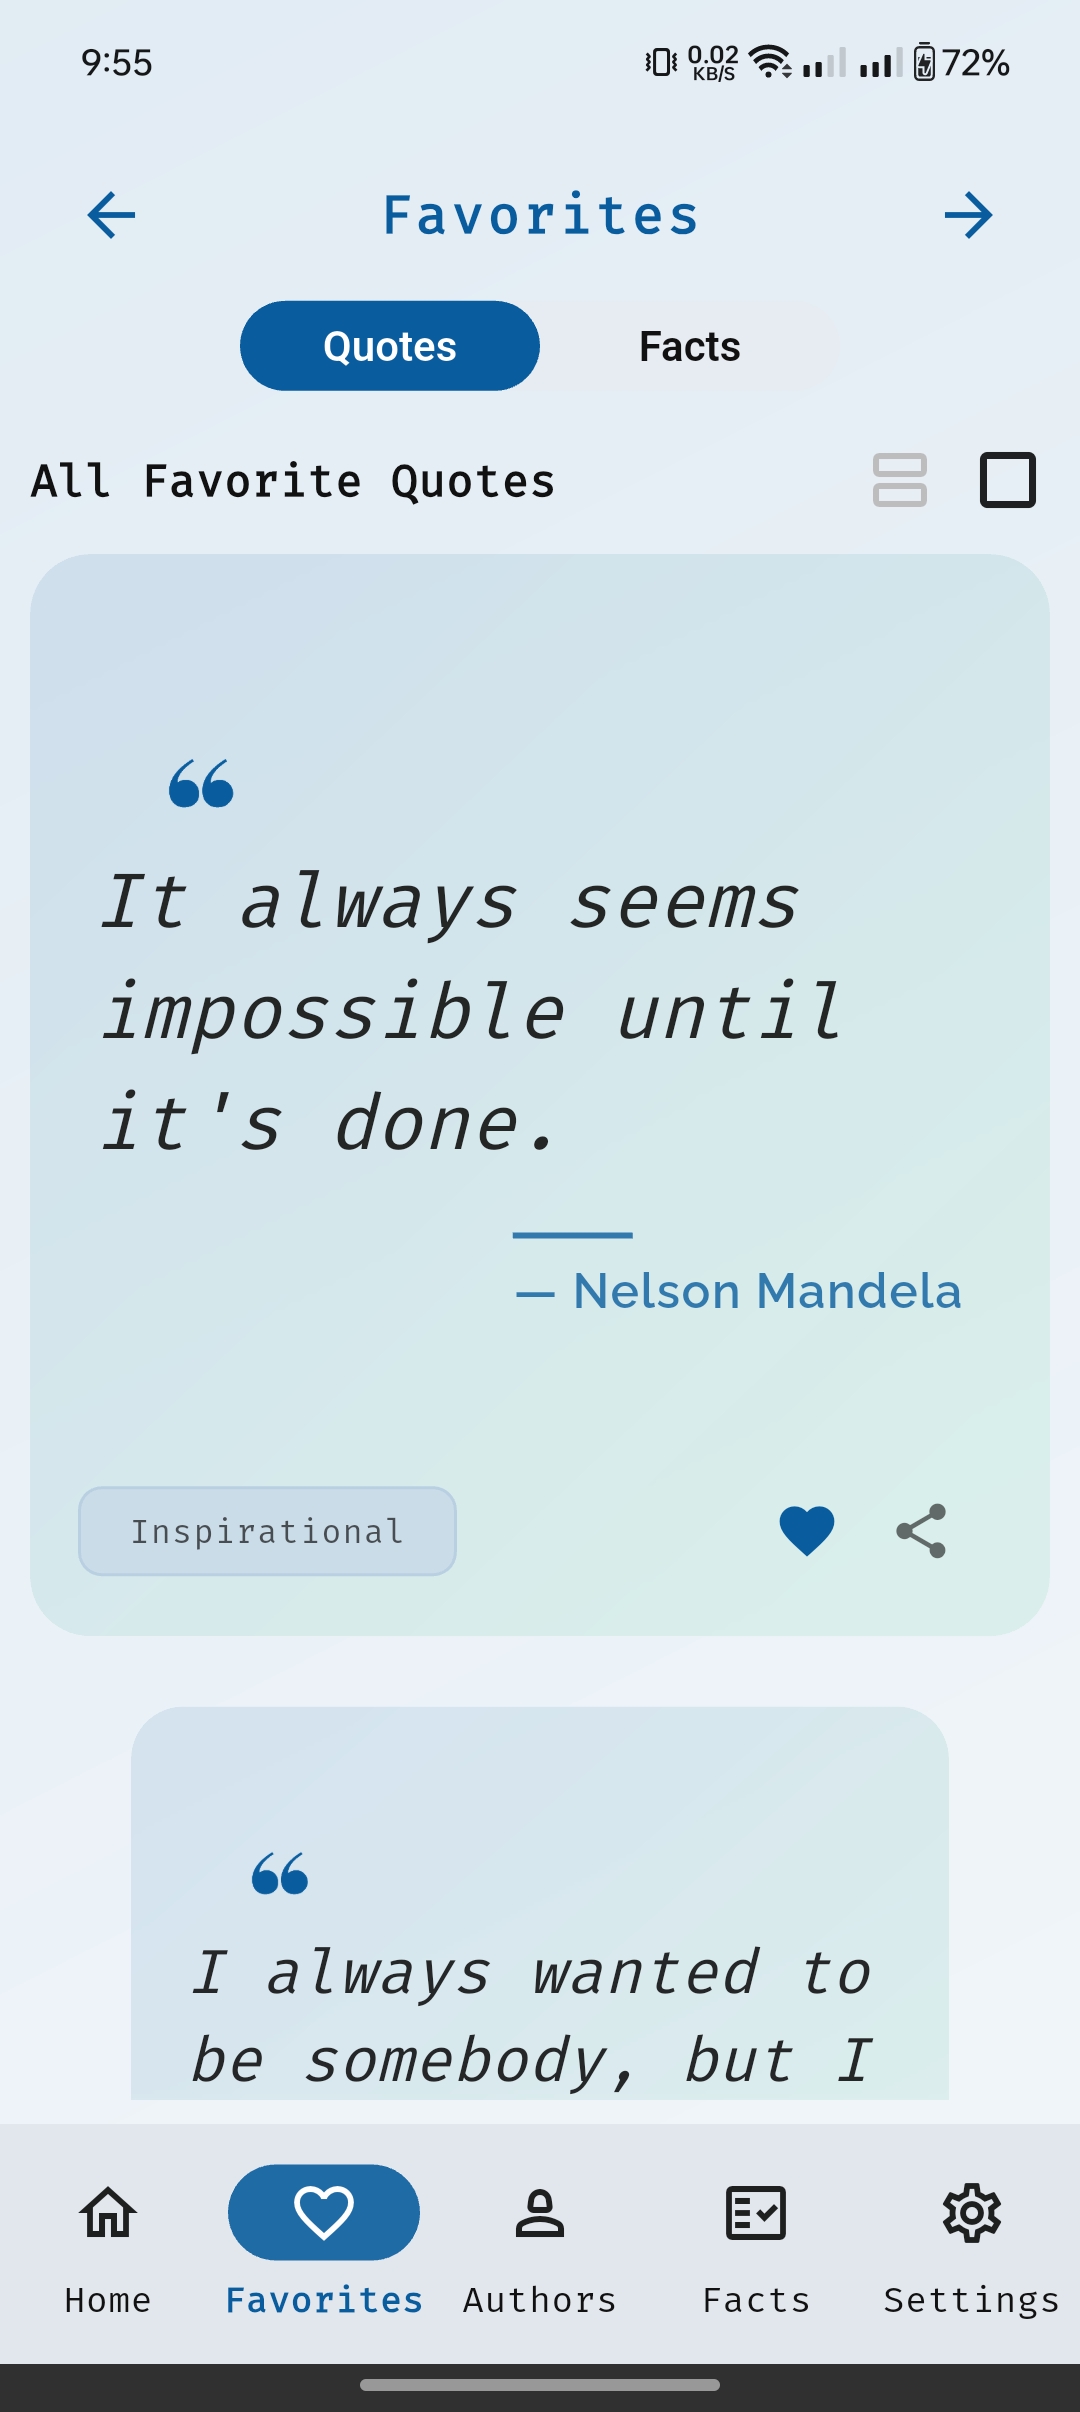 9:55
0.02
KB/S
72%
Favorites
Quotes
Facts
All Favorite Quotes
❝
It always seems
impossible until
it's done.
— Nelson Mandela
Inspirational
❝
I always wanted to
be somebody, but I
Home
Favorites
Authors
Facts
Settings